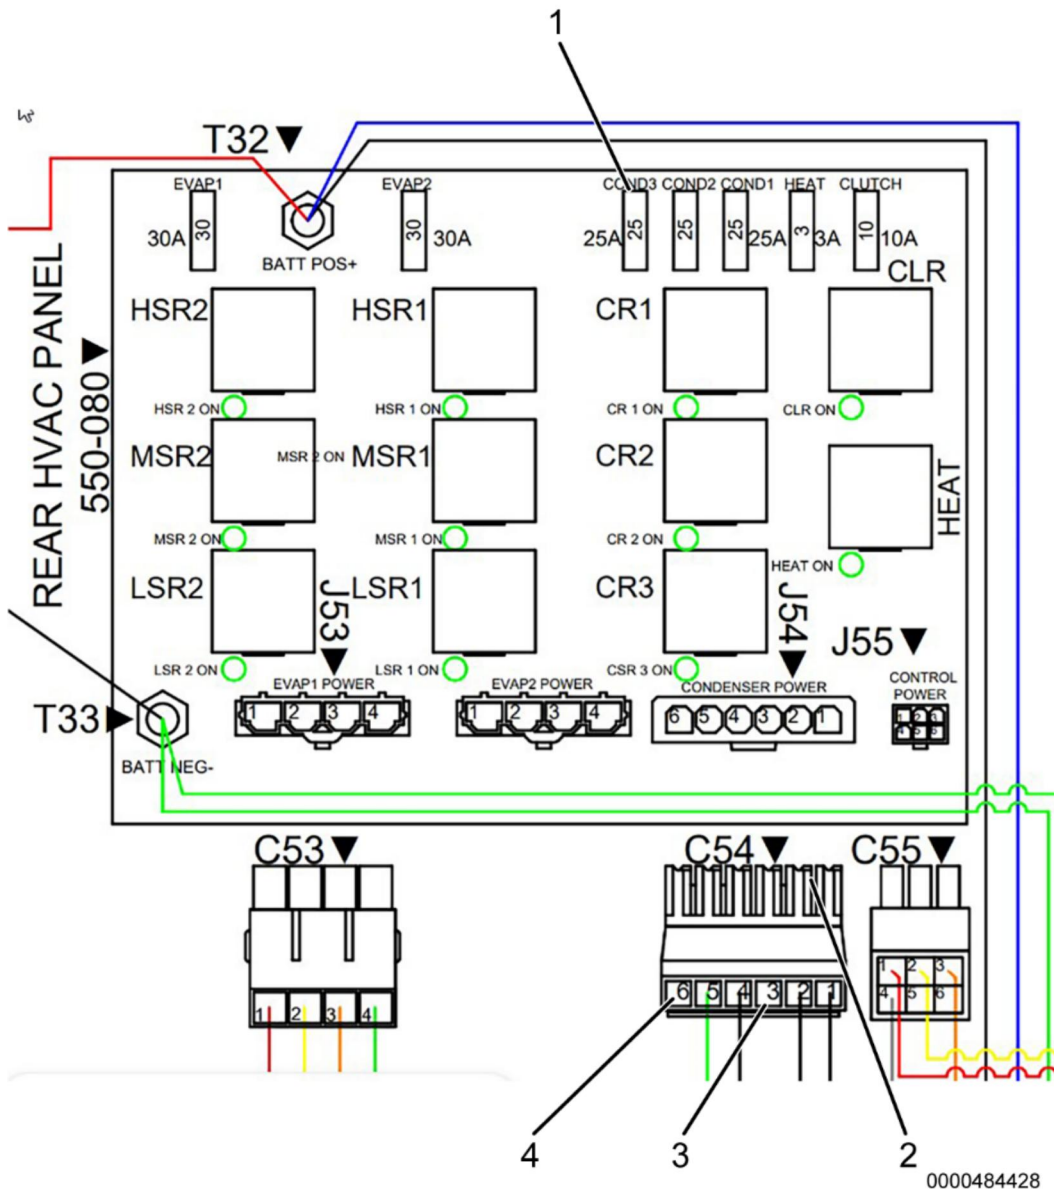 1
T32
EVAP1
EVAP2
COND3 COND2 COND1 HEAT CLUTCH
30A 30
30 30A
25A 25
25
25 25A
3 3A
10 10A
BATT POS+
CLR
REAR HVAC PANEL
550-080
HSR2
HSR1
CR1
HSR 2 ON
HSR 1 ON
CR 1 ON
CLR ON
MSR2
MSR 2 ON
MSR1
CR2
HEAT
MSR 2 ON
MSR 1 ON
CR 2 ON
HEAT ON
LSR2
J53
LSR1
CR3
J54
J55
LSR 2 ON
LSR 1 ON
CSR 3 ON
EVAP1 POWER
EVAP2 POWER
CONDENSER POWER
CONTROL
POWER
T33
1 2 3 4
1 2 3 4
6 5 4 3 2 1
1 2 3
4 5 6
BATT NEG-
C53
C54
C55
1 2 3 4
6 5 4 3 2 1
1 2 3
4 5 6
4
3
2
0000484428